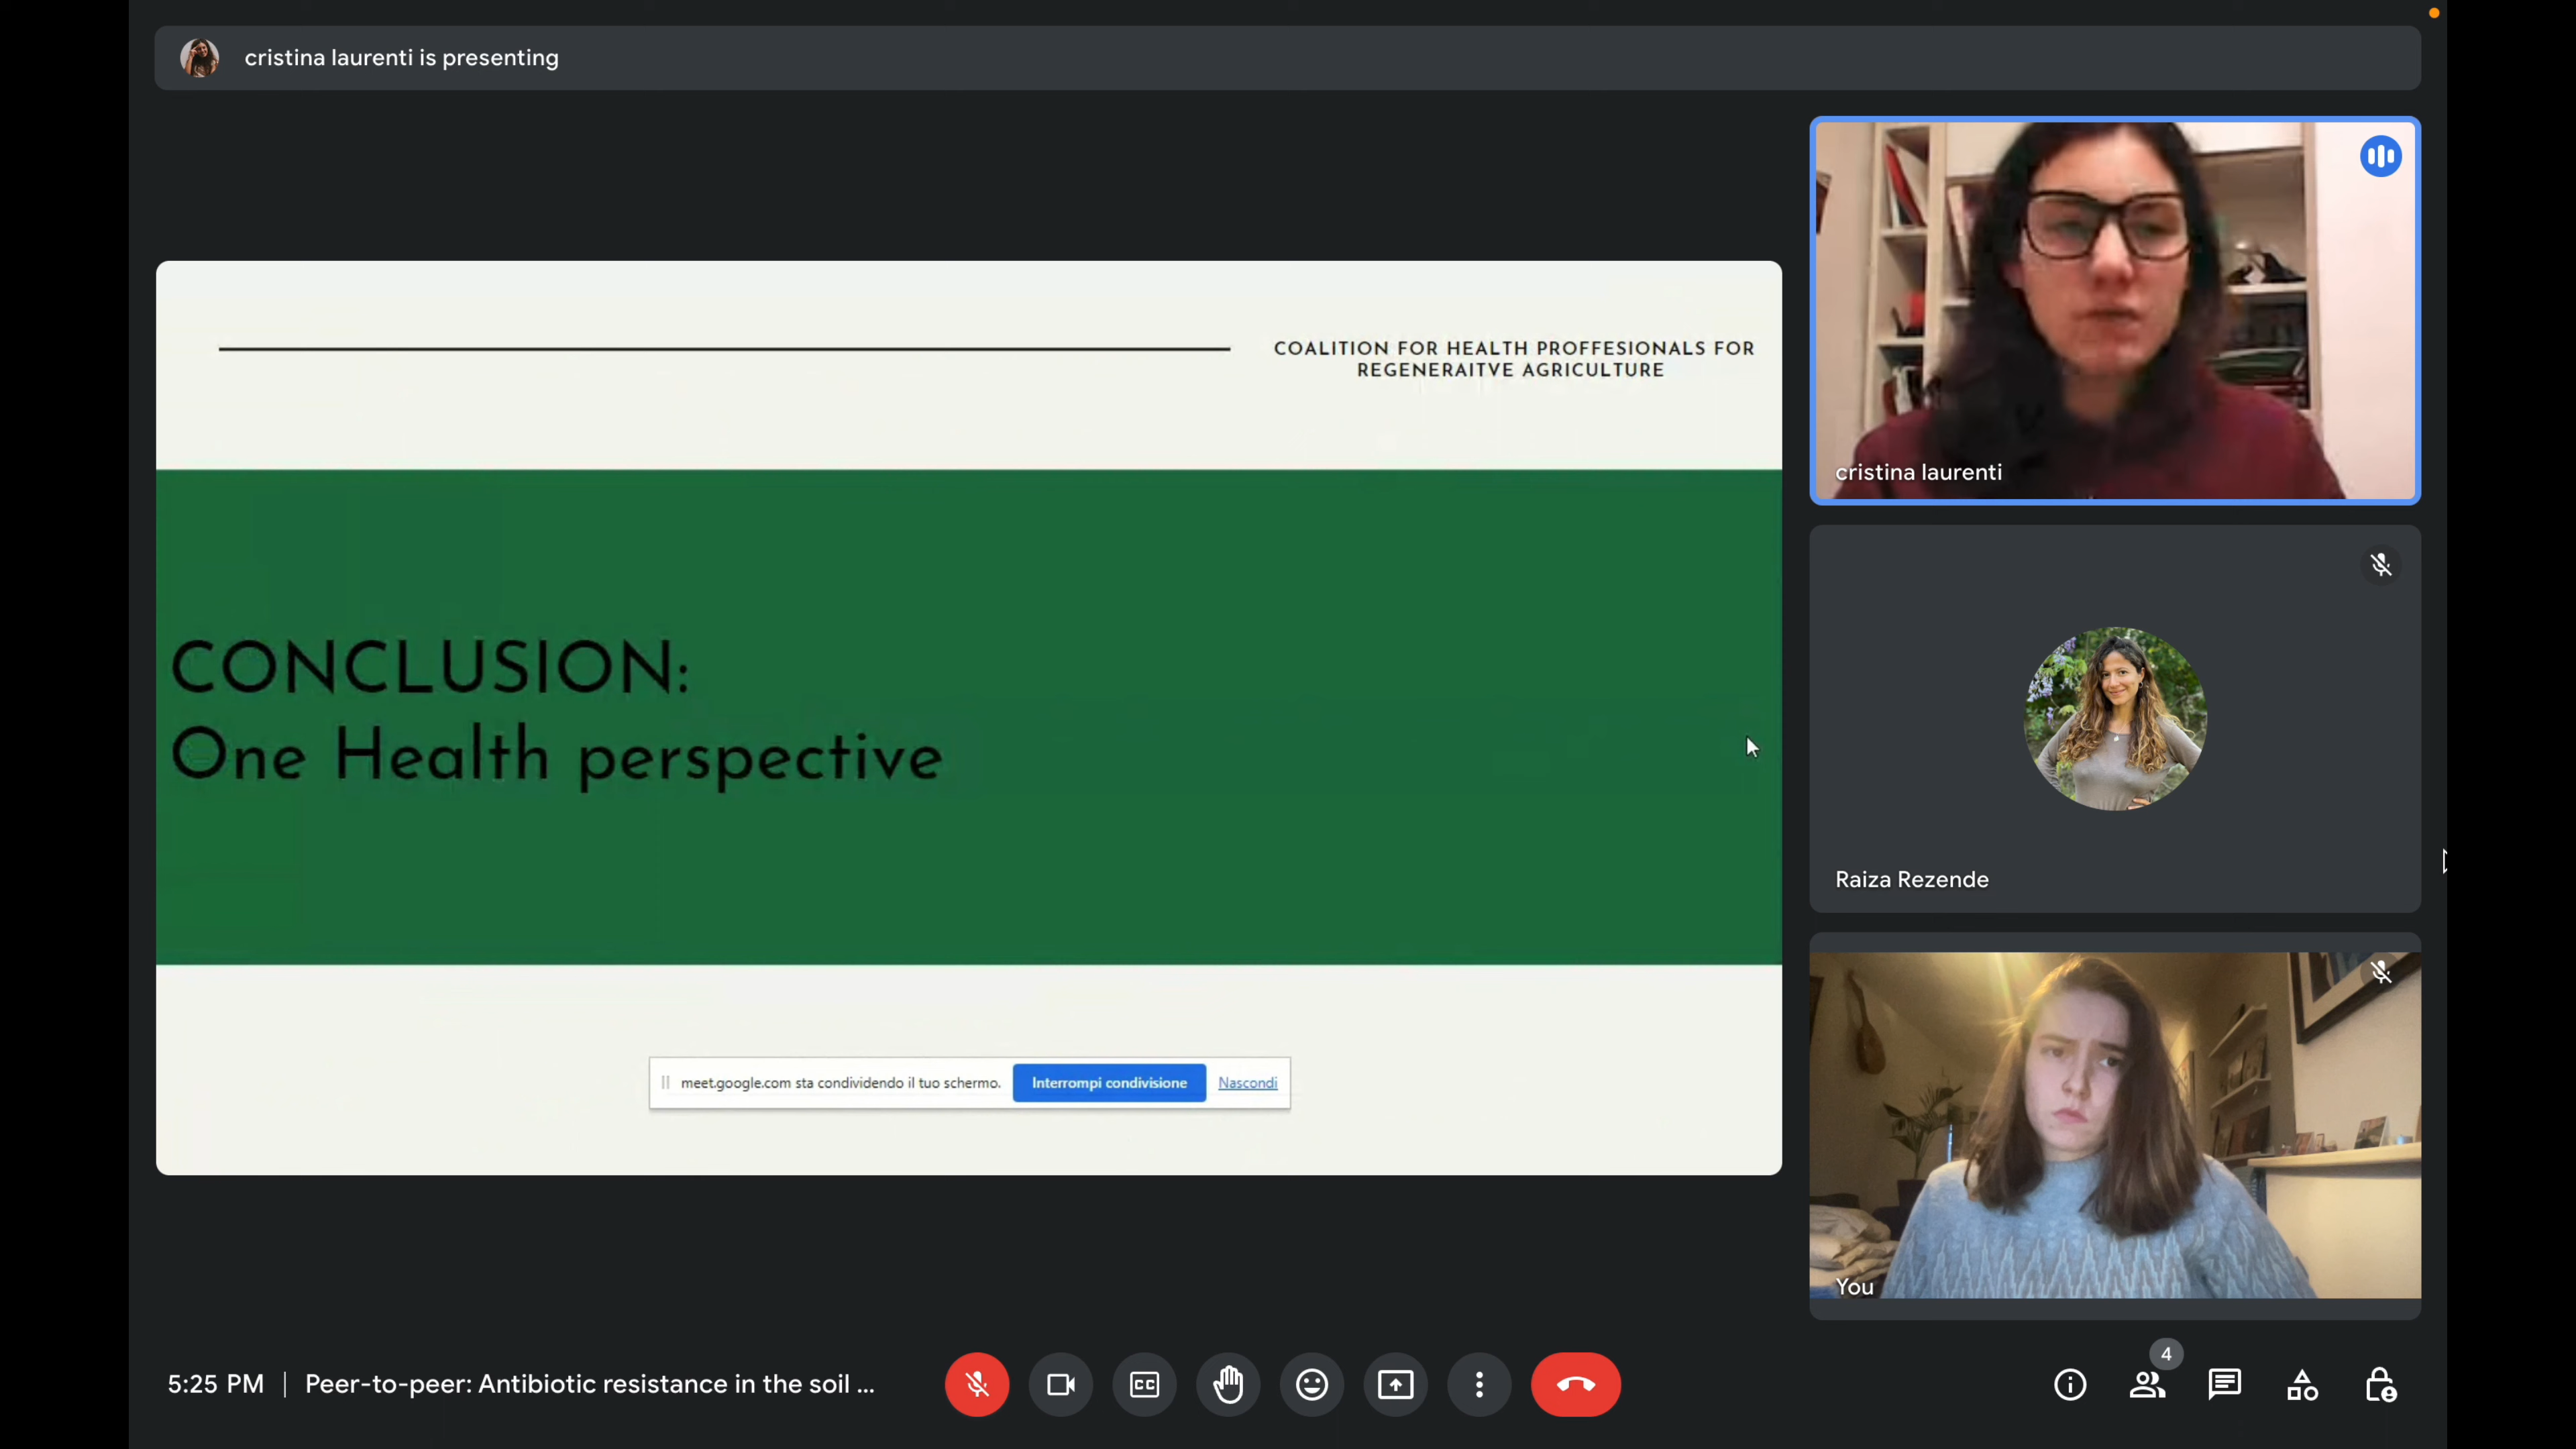 cristina laurenti is presenting
COALITION FOR HEALTH PROFFESIONALS FOR
REGENERAITVE AGRICULTURE
CONCLUSION:
One Health perspective
meet.google.com sta condividendo il tuo schermo. Interrompi condivisione Nascondi
cristina laurenti
Raiza Rezende
You
5:25 PM | Peer-to-peer: Antibiotic resistance in the soil ...
CC
4